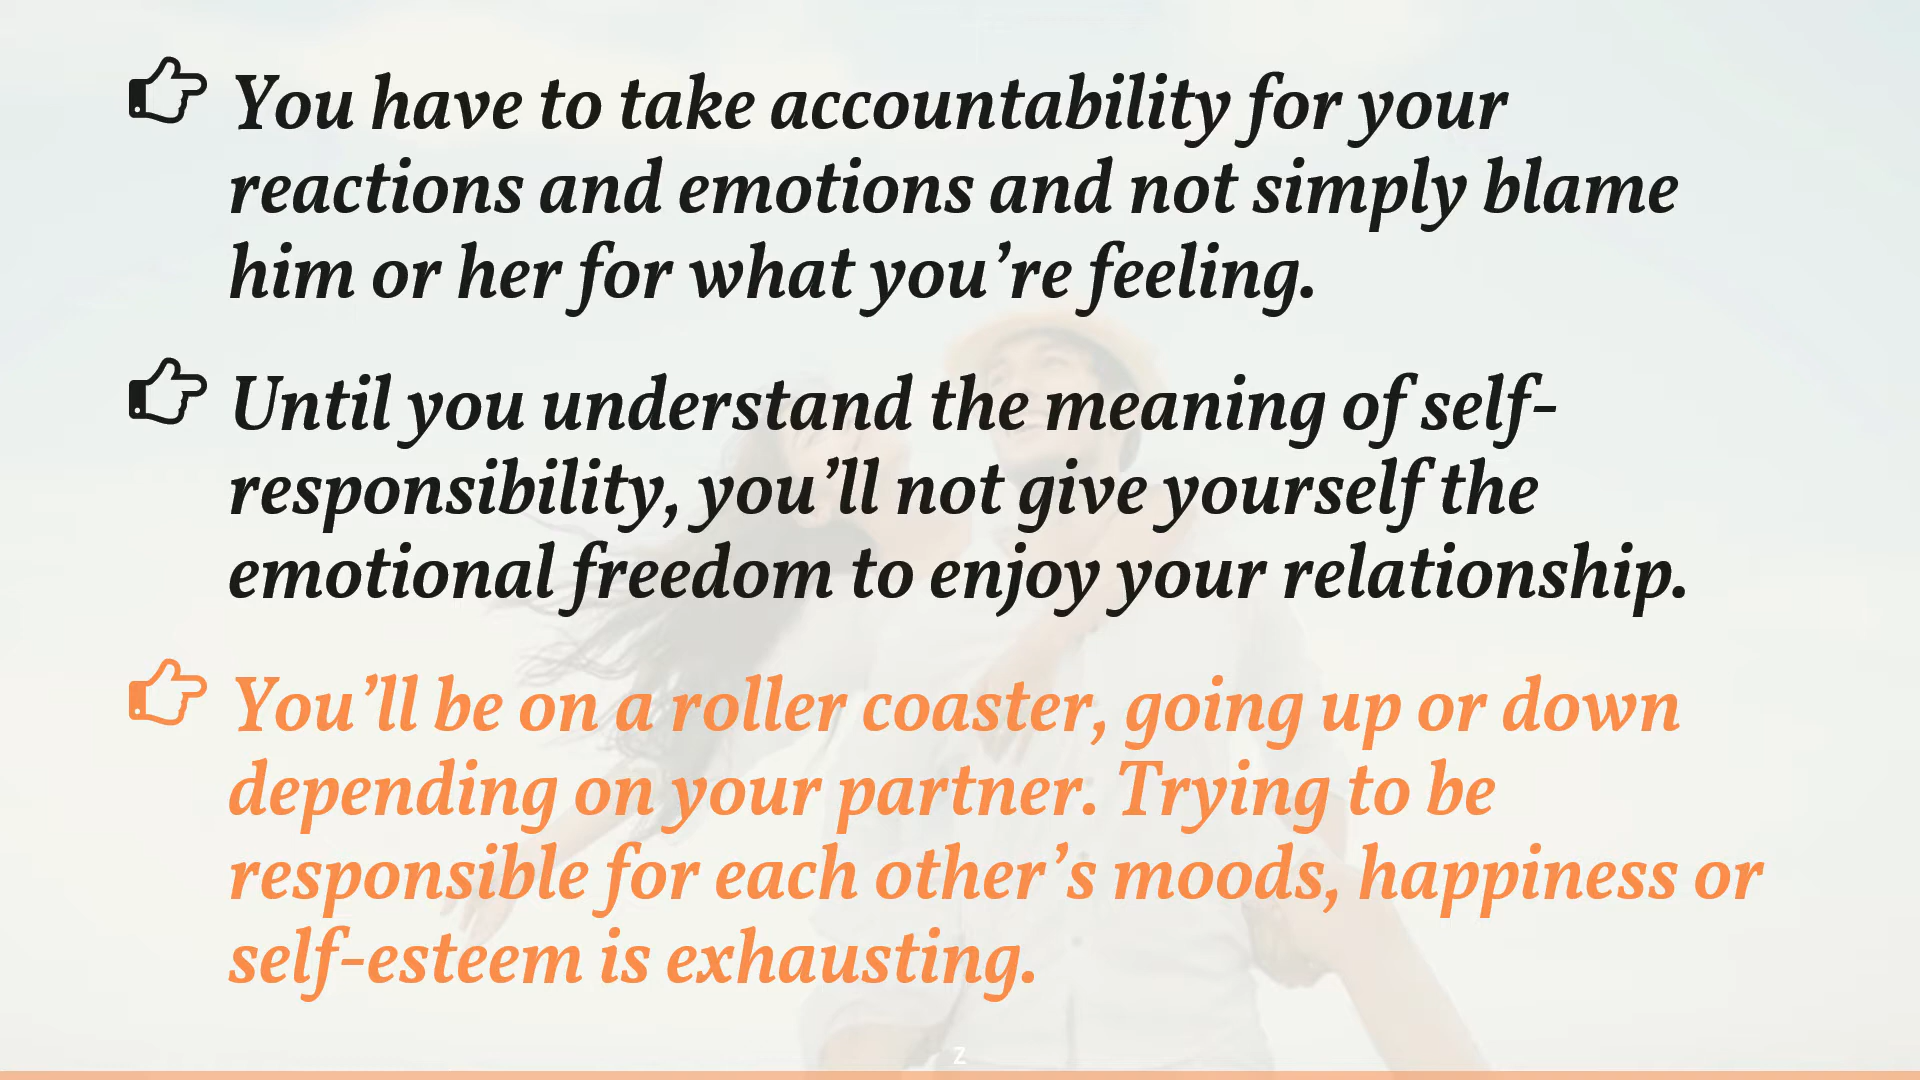 You have to take accountability for your
reactions and emotions and not simply blame
him or her for what you’re feeling.
Until you understand the meaning of self-
responsibility, you’ll not give yourself the
emotional freedom to enjoy your relationship.
You’ll be on a roller coaster, going up or down
depending on your partner. Trying to be
responsible for each other’s moods, happiness or
self-esteem is exhausting.
Z